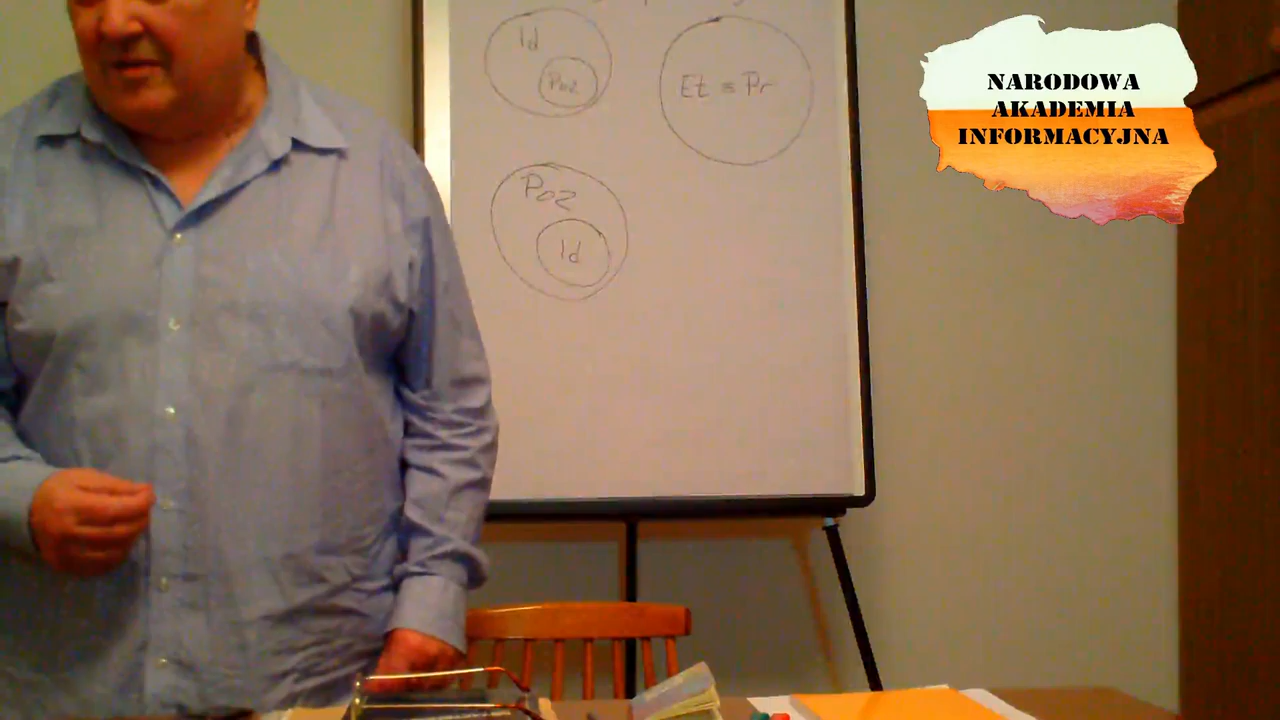 Id
Poz
Et ≡ Pr
Poz
Id
NARODOWA
AKADEMIA
INFORMACYJNA